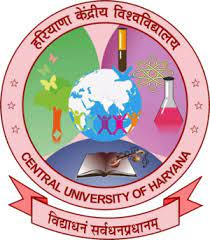 हरियाणा केंद्रीय विश्वविद्यालय
CENTRAL UNIVERSITY OF HARYANA
विद्याधनं सर्वधनप्रधानम्